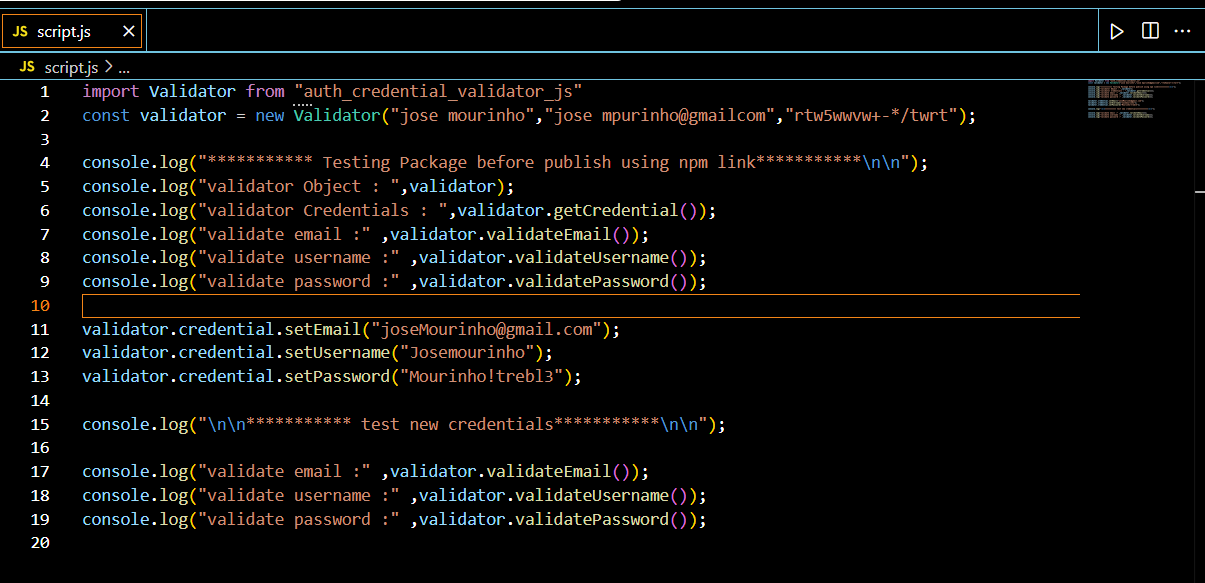 JS script.js ×
JS script.js > ...
1 import Validator from "auth_credential_validator_js"
2 const validator = new Validator("jose mourinho","jose mpurinho@gmailcom","rtw5wwvw+-*/twrt");
3
4 console.log("*********** Testing Package before publish using npm link***********\n\n");
5 console.log("validator Object : ",validator);
6 console.log("validator Credentials : ",validator.getCredential());
7 console.log("validate email :" ,validator.validateEmail());
8 console.log("validate username :" ,validator.validateUsername());
9 console.log("validate password :" ,validator.validatePassword());
10
11 validator.credential.setEmail("joseMourinho@gmail.com");
12 validator.credential.setUsername("Josemourinho");
13 validator.credential.setPassword("Mourinho!trebl3");
14
15 console.log("\n\n*********** test new credentials***********\n\n");
16
17 console.log("validate email :" ,validator.validateEmail());
18 console.log("validate username :" ,validator.validateUsername());
19 console.log("validate password :" ,validator.validatePassword());
20